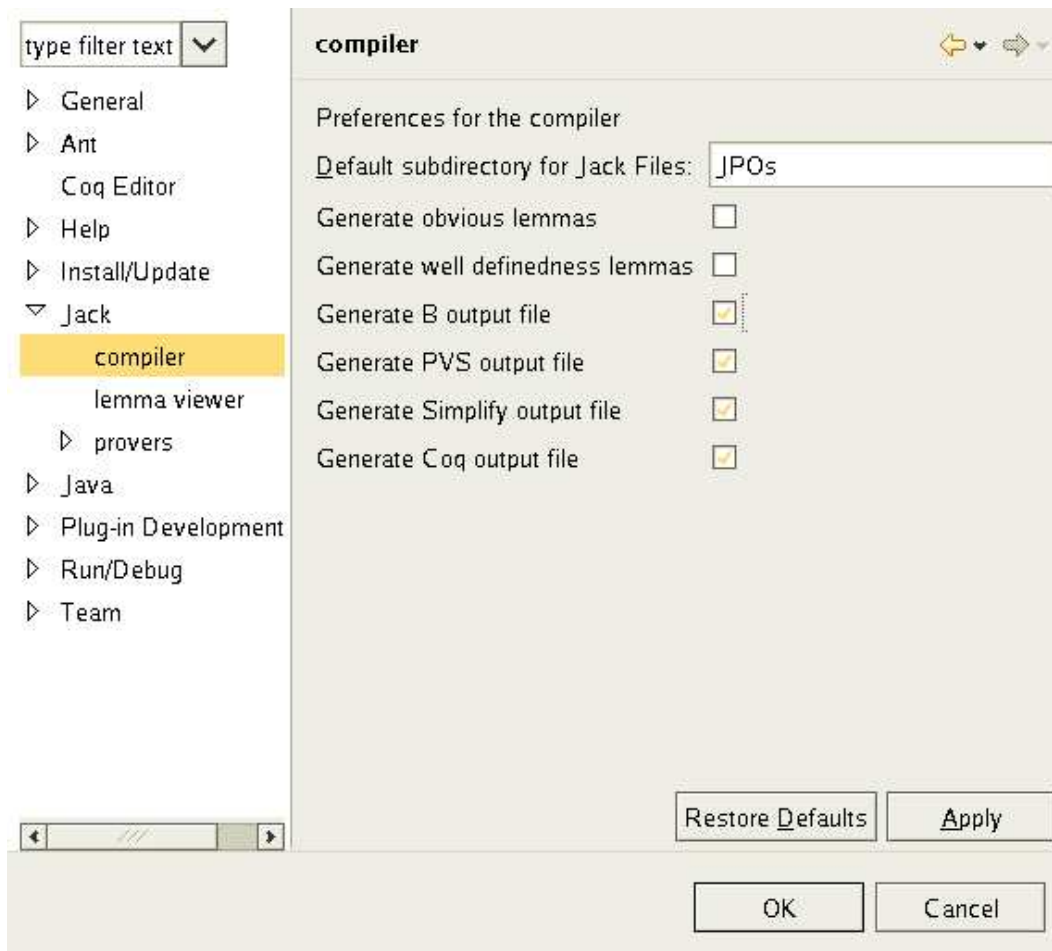 type filter text
General
Ant
Coq Editor
Help
Install/Update
Jack
compiler
lemma viewer
provers
Java
Plug-in Development
Run/Debug
Team
compiler
Preferences for the compiler
Default subdirectory for Jack Files: JPOs
Generate obvious lemmas
Generate well definedness lemmas
Generate B output file
Generate PVS output file
Generate Simplify output file
Generate Coq output file
Restore Defaults Apply
OK Cancel